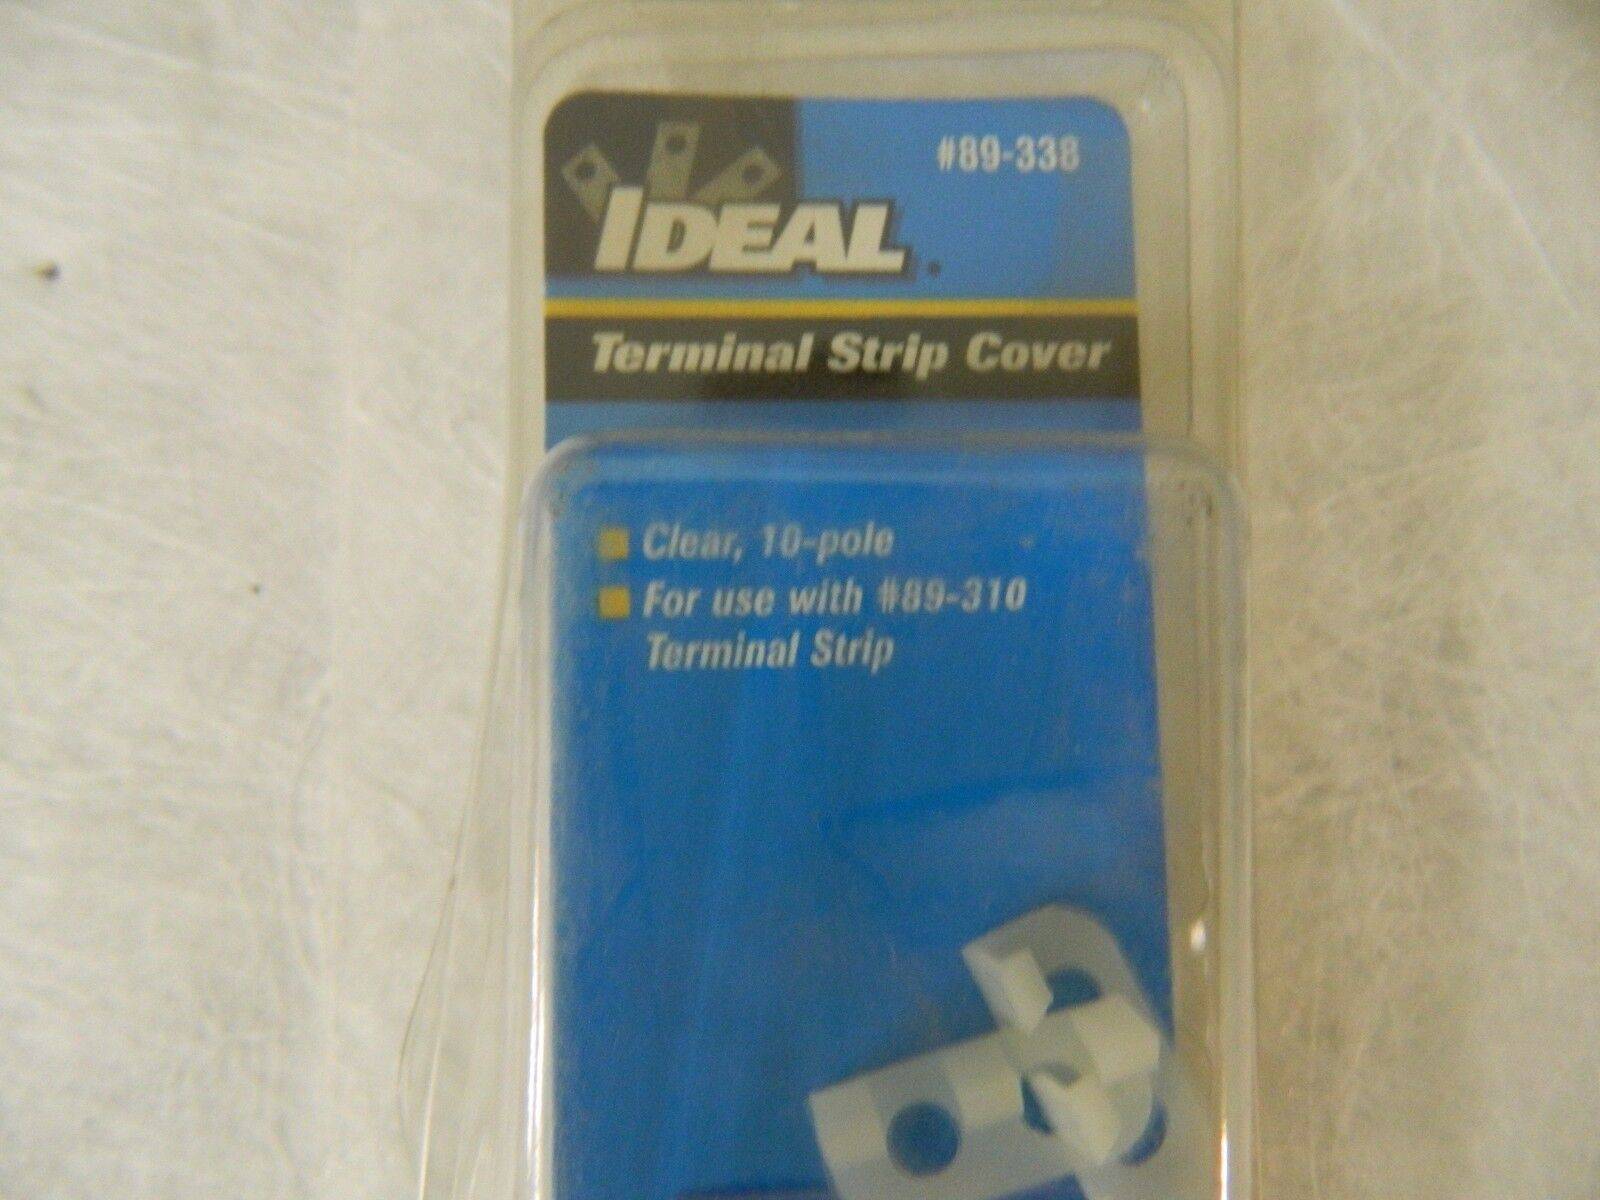 #89-338
IDEAL
Terminal Strip Cover
Clear, 10-pole
For use with #89-310
Terminal Strip